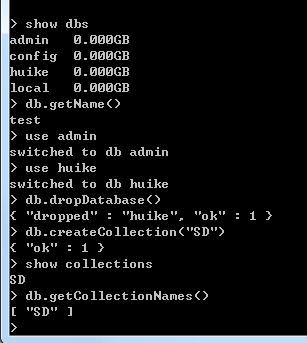 > show dbs
admin   0.000GB
config  0.000GB
huike   0.000GB
local   0.000GB
> db.getName()
test
> use admin
switched to db admin
> use huike
switched to db huike
> db.dropDatabase()
{ "dropped" : "huike", "ok" : 1 }
> db.createCollection("SD")
{ "ok" : 1 }
> show collections
SD
> db.getCollectionNames()
[ "SD" ]
>